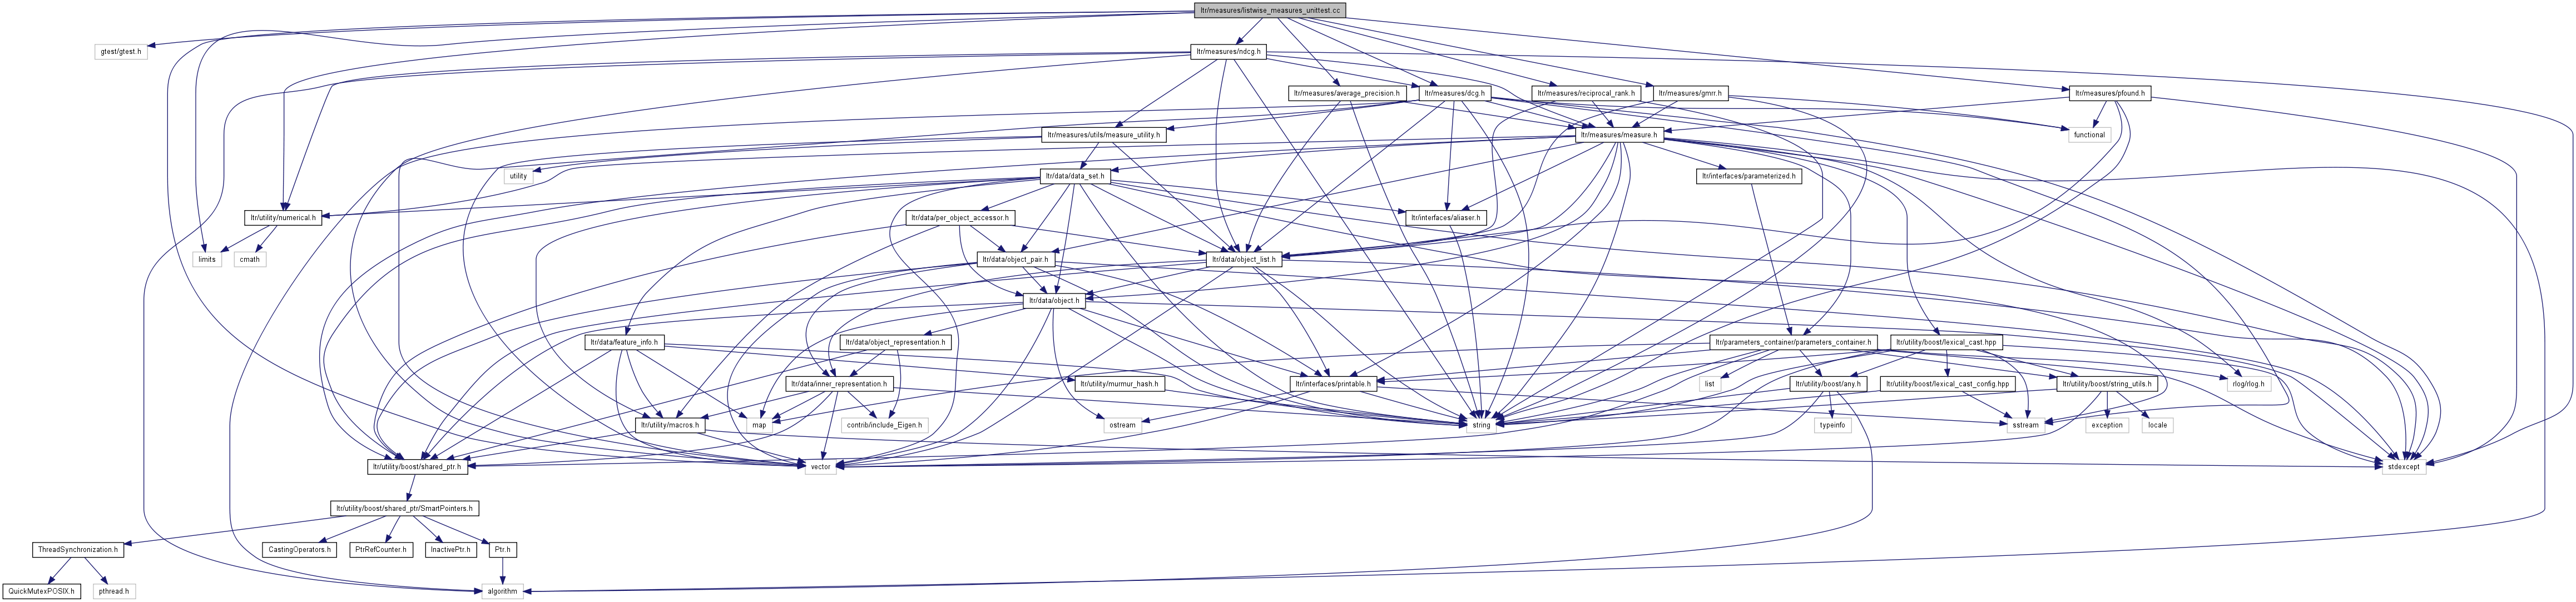 ltr/measures/listwise_measures_unittest.cc
gtest/gtest.h
ltr/measures/ndcg.h
ltr/measures/average_precision.h
ltr/measures/dcg.h
ltr/measures/reciprocal_rank.h
ltr/measures/gmrr.h
ltr/measures/pfound.h
ltr/measures/utils/measure_utility.h
ltr/measures/measure.h
functional
utility
ltr/data/data_set.h
ltr/interfaces/parameterized.h
ltr/utility/numerical.h
ltr/data/per_object_accessor.h
ltr/interfaces/aliaser.h
limits
cmath
ltr/data/object_pair.h
ltr/data/object_list.h
ltr/data/object.h
ltr/data/feature_info.h
ltr/data/object_representation.h
ltr/parameters_container/parameters_container.h
ltr/utility/boost/lexical_cast.hpp
ltr/data/inner_representation.h
ltr/utility/murmur_hash.h
ltr/interfaces/printable.h
list
ltr/utility/boost/any.h
ltr/utility/boost/lexical_cast_config.hpp
ltr/utility/boost/string_utils.h
rlog/rlog.h
ltr/utility/macros.h
map
contrib/include_Eigen.h
ostream
string
typeinfo
sstream
exception
locale
ltr/utility/boost/shared_ptr.h
vector
stdexcept
ltr/utility/boost/shared_ptr/SmartPointers.h
ThreadSynchronization.h
CastingOperators.h
PtrRefCounter.h
InactivePtr.h
Ptr.h
QuickMutexPOSIX.h
pthread.h
algorithm